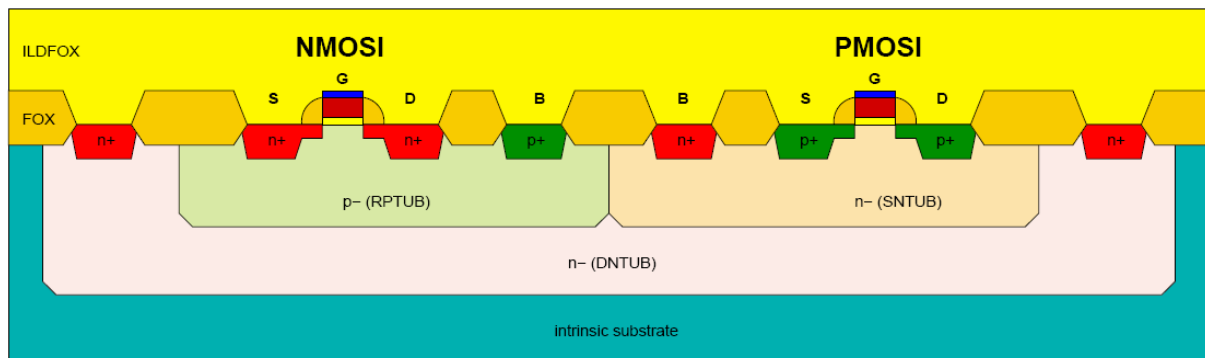 NMOSI PMOSI
ILDFOX
G G
S D B B S D
FOX
n+ n+ n+ p+ n+ p+ p+ n+
p− (RPTUB) n− (SNTUB)
n− (DNTUB)
intrinsic substrate